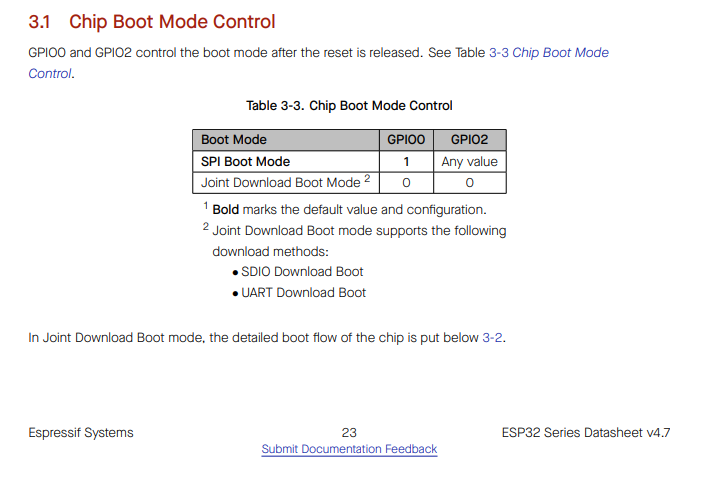 3.1 Chip Boot Mode Control
GPIO0 and GPIO2 control the boot mode after the reset is released. See Table 3-3 Chip Boot Mode
Control.
Table 3-3. Chip Boot Mode Control
Boot Mode GPIO0 GPIO2
SPI Boot Mode 1 Any value
Joint Download Boot Mode 2 0 0
1 Bold marks the default value and configuration.
2 Joint Download Boot mode supports the following
download methods:
• SDIO Download Boot
• UART Download Boot
In Joint Download Boot mode, the detailed boot flow of the chip is put below 3-2.
Espressif Systems 23 ESP32 Series Datasheet v4.7
Submit Documentation Feedback